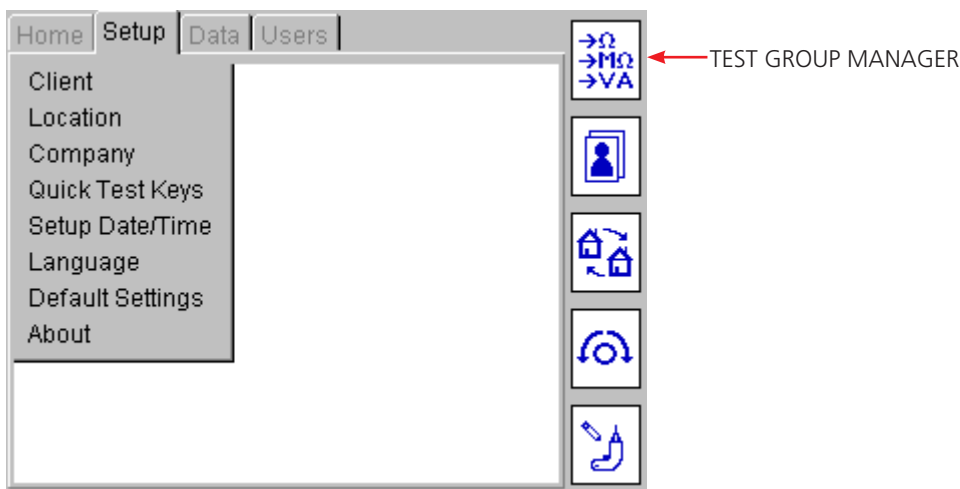 Home Setup Data Users
Client
Location
Company
Quick Test Keys
Setup Date/Time
Language
Default Settings
About
→Ω
→MΩ
→VA
TEST GROUP MANAGER